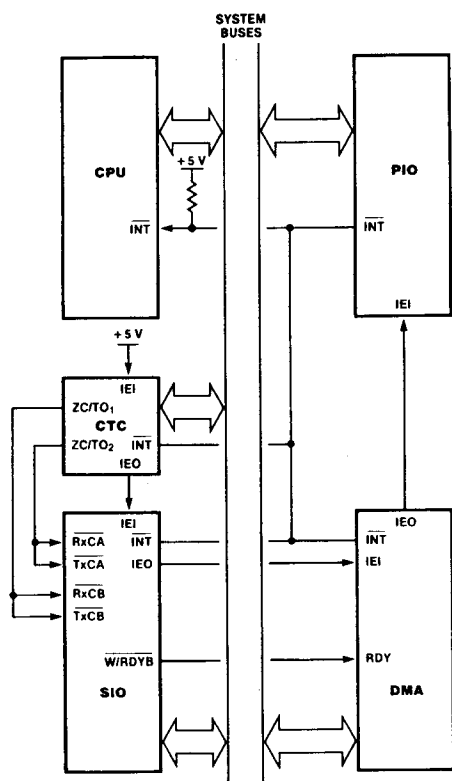 SYSTEM
BUSES
CPU
+5 V
INT
PIO
INT
IEI
+5 V
IEI
ZC/TO1
CTC
ZC/TO2
INT
IEO
IEI
RxCA
INT
TxCA
IEO
RxCB
TxCB
W/RDYB
SIO
IEO
INT
IEI
RDY
DMA